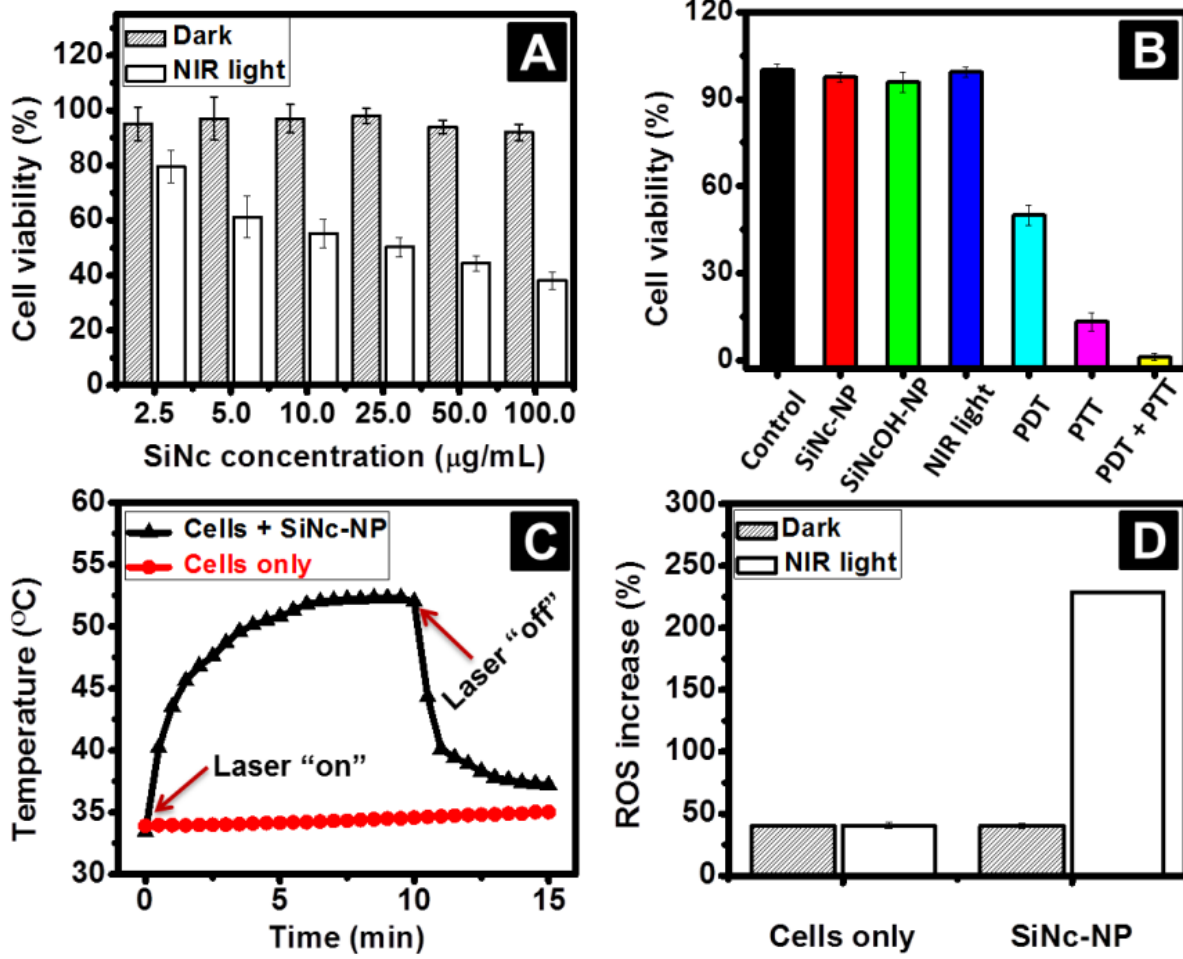 A
Dark
NIR light
Cell viability (%)
120
100
80
60
40
20
0
2.5 5.0 10.0 25.0 50.0 100.0
SiNc concentration (μg/mL)
B
Cell viability (%)
120
90
60
30
0
Control
SiNc-NP
SiNcOH-NP
NIR light
PDT
PTT
PDT + PTT
C
Cells + SiNc-NP
Cells only
Temperature (ºC)
60
55
50
45
40
35
30
Laser “on”
Laser “off”
0 5 10 15
Time (min)
D
Dark
NIR light
ROS increase (%)
300
250
200
150
100
50
0
Cells only SiNc-NP